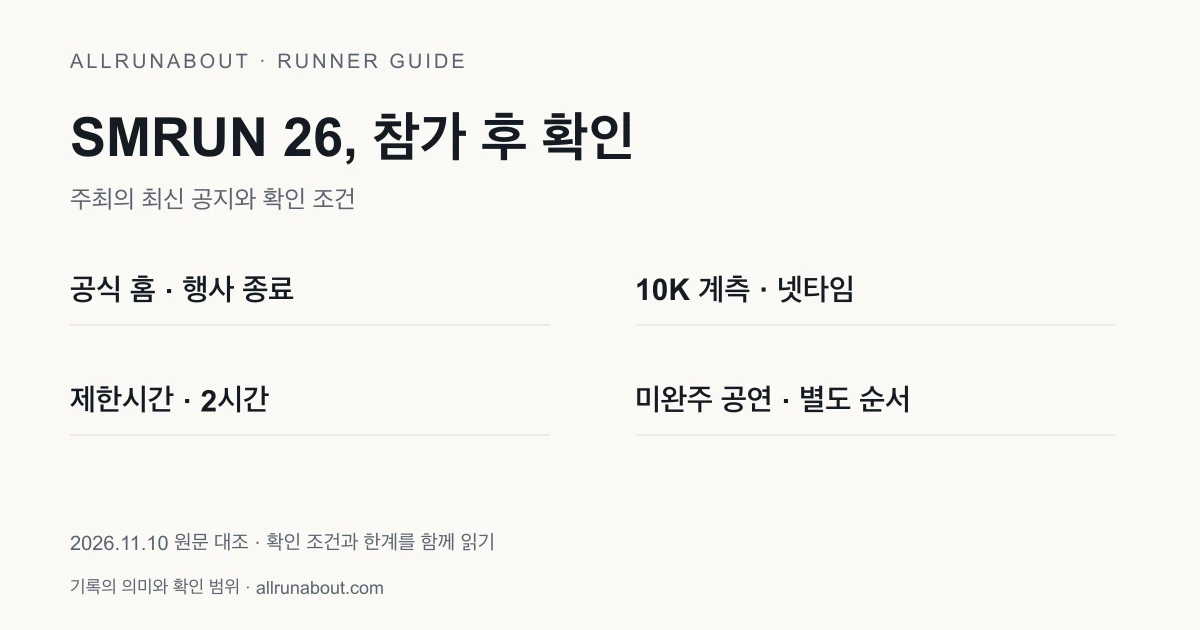 ALLRUNABOUT · RUNNER GUIDE
SMRUN 26, 참가 후 확인
주최의 최신 공지와 확인 조건
공식 홈 · 행사 종료
10K 계측 · 넷타임
제한시간 · 2시간
미완주 공연 · 별도 순서
2026.11.10 원문 대조 · 확인 조건과 한계를 함께 읽기
기록의 의미와 확인 범위 · allrunabout.com